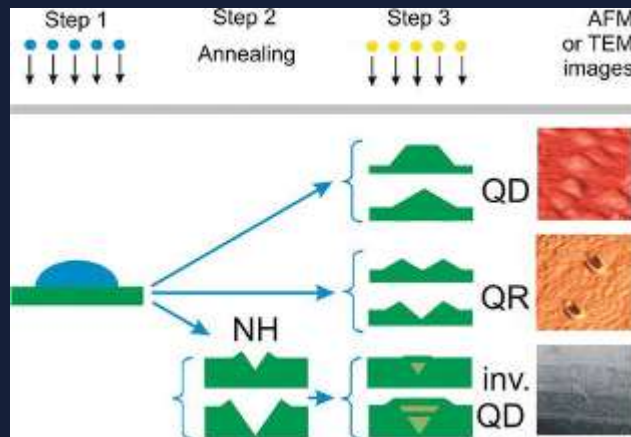 Step 1
Step 2
Step 3
AFM
or TEM
images
Annealing
QD
QR
NH
inv.
QD